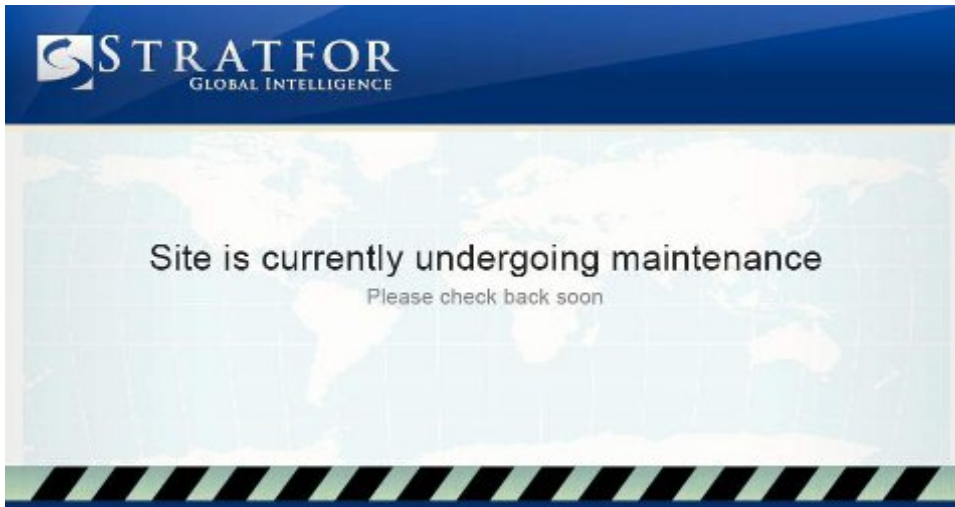 STRATFOR
GLOBAL INTELLIGENCE
Site is currently undergoing maintenance
Please check back soon